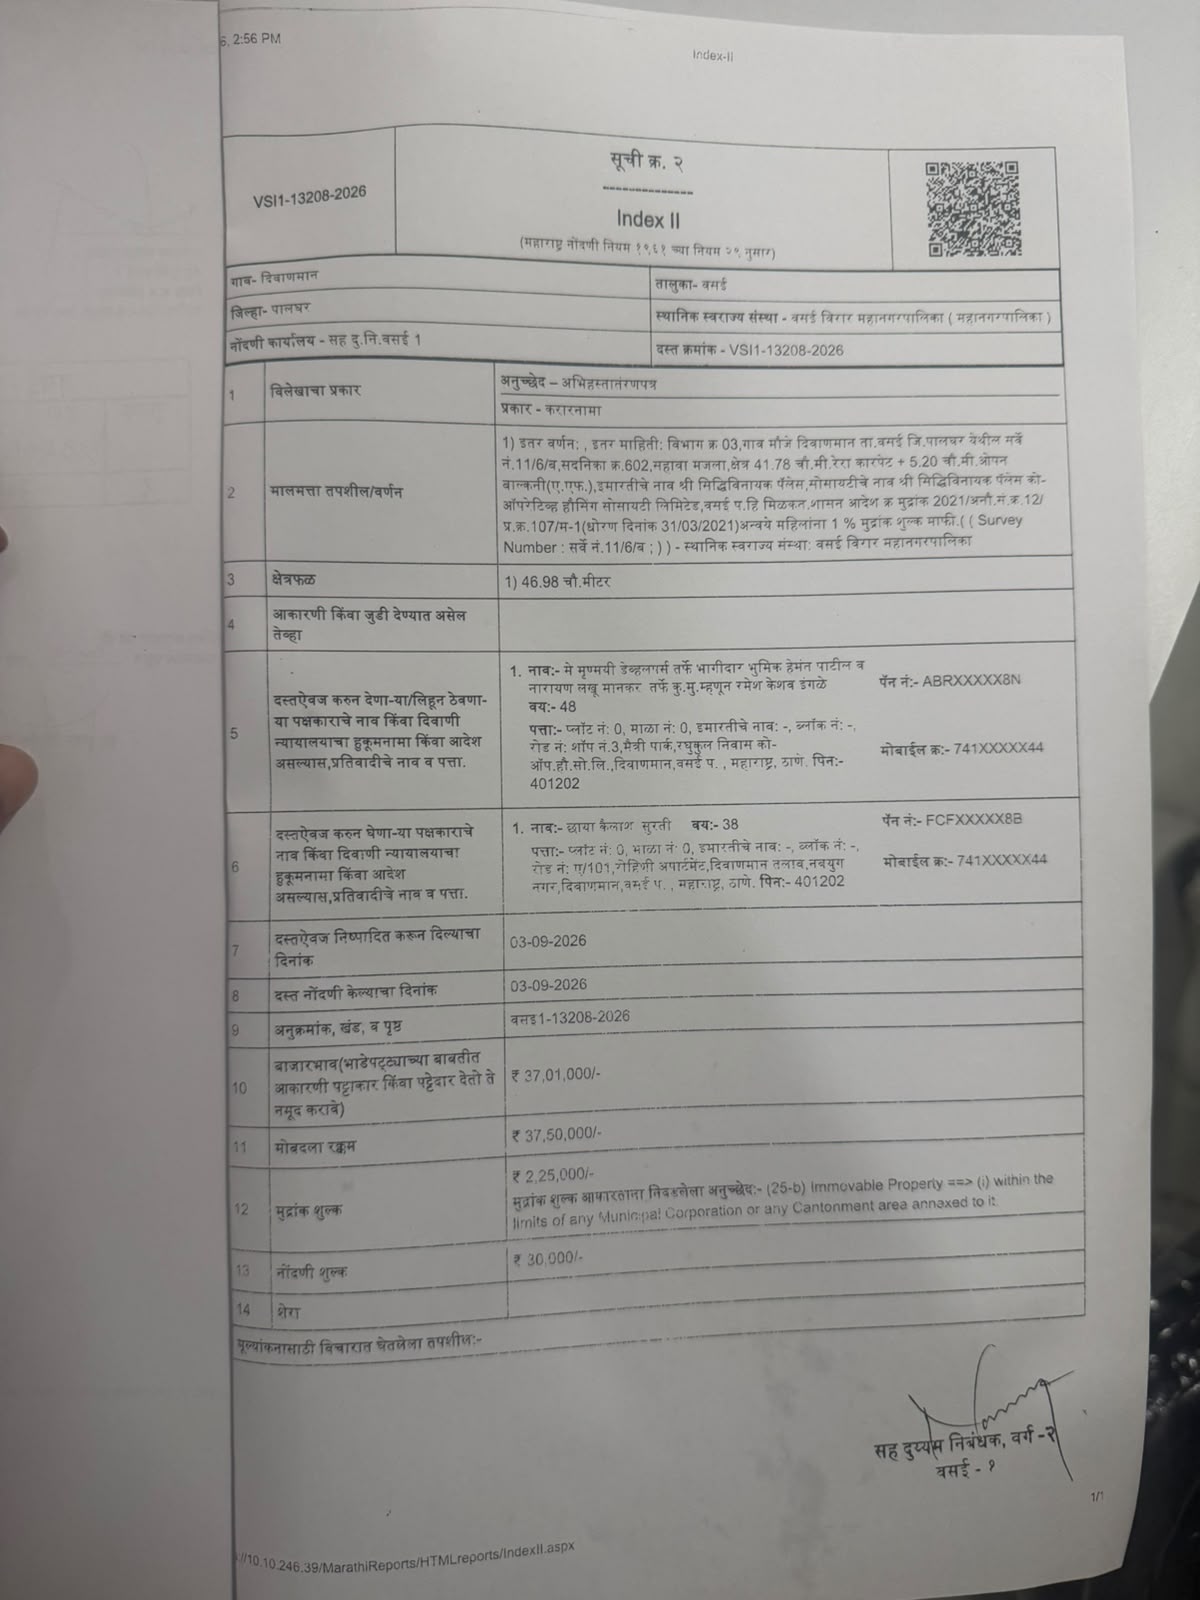 6, 2:56 PM
Index-II
VSI1-13208-2026
सूची क्र. २
--------------
Index II
(महाराष्ट्र नोंदणी नियम १९६१ च्या नियम २९ नुसार)
गाव- दिवाणमान
तालुका- वसई
जिल्हा- पालघर
स्थानिक स्वराज्य संस्था - वसई विरार महानगरपालिका ( महानगरपालिका )
नोंदणी कार्यालय - सह दु.नि.वसई 1
दस्त क्रमांक - VSI1-13208-2026
1
विलेखाचा प्रकार
अनुच्छेद – अभिहस्तातंरणपत्र
प्रकार - करारनामा
2
मालमत्ता तपशील/वर्णन
1) इतर वर्णन: , इतर माहिती: विभाग क्र 03,गाव मौजे दिवाणमान ता.वसई जि.पालघर येथील सर्वे
नं.11/6/ब,सदनिका क्र.602,सहावा मजला,क्षेत्र 41.78 चौ.मी.रेरा कारपेट + 5.20 चौ.मी.ओपन
बाल्कनी(ए.एफ.),इमारतीचे नाव श्री सिद्धिविनायक पॅलेस,सोसायटीचे नाव श्री सिद्धिविनायक पॅलेस को-
ऑपरेटिव्ह हौसिंग सोसायटी लिमिटेड,वसई प.हि मिळकत.शासन आदेश क्र मुद्रांक 2021/अनौ.सं.क्र.12/
प्र.क्र.107/म-1(धोरण दिनांक 31/03/2021)अन्वये महिलांना 1 % मुद्रांक शुल्क माफी.( ( Survey
Number : सर्वे नं.11/6/ब ; ) ) - स्थानिक स्वराज्य संस्था: वसई विरार महानगरपालिका
3
क्षेत्रफळ
1) 46.98 चौ.मीटर
4
आकारणी किंवा जुडी देण्यात असेल
तेव्हा
5
दस्तऐवज करुन देणा-या/लिहून ठेवणा-
या पक्षकाराचे नाव किंवा दिवाणी
न्यायालयाचा हुकूमनामा किंवा आदेश
असल्यास,प्रतिवादीचे नाव व पत्ता.
1. नाव:- मे मृण्मयी डेव्हलपर्स तर्फे भागीदार भुमिक हेमंत पाटील व
नारायण लखू मानकर तर्फे कु.मु.म्हणून रमेश केशव इंगळे
वय:- 48
पत्ता:- प्लॉट नं: 0, माळा नं: 0, इमारतीचे नाव: -, ब्लॉक नं: -,
रोड नं: शॉप नं.3,मैत्री पार्क,रघुकुल निवास को-
ऑप.हौ.सो.लि.,दिवाणमान,वसई प. , महाराष्ट्र, ठाणे. पिन:-
401202
पॅन नं:- ABRXXXXX8N
मोबाईल क्र:- 741XXXXX44
6
दस्तऐवज करुन घेणा-या पक्षकाराचे
नाव किंवा दिवाणी न्यायालयाचा
हुकूमनामा किंवा आदेश
असल्यास,प्रतिवादीचे नाव व पत्ता.
1. नाव:- छाया कैलाश सुरती वय:- 38
पत्ता:- प्लॉट नं: 0, माळा नं: 0, इमारतीचे नाव: -, ब्लॉक नं: -,
रोड नं: ए/101,रोहिणी अपार्टमेंट,दिवाणमान तलाव,नवयुग
नगर,दिवाणमान,वसई प. , महाराष्ट्र, ठाणे. पिन:- 401202
पॅन नं:- FCFXXXXX8B
मोबाईल क्र:- 741XXXXX44
7
दस्तऐवज निष्पादित करून दिल्याचा
दिनांक
03-09-2026
8
दस्त नोंदणी केल्याचा दिनांक
03-09-2026
9
अनुक्रमांक, खंड, व पृष्ठ
वसइ1-13208-2026
10
बाजारभाव(भाडेपट्ट्याच्या बाबतीत
आकारणी पट्टाकार किंवा पट्टेदार देतो ते
नमूद करावे)
₹ 37,01,000/-
11
मोबदला रक्कम
₹ 37,50,000/-
12
मुद्रांक शुल्क
₹ 2,25,000/-
मुद्रांक शुल्क आकारताना निवडलेला अनुच्छेद:- (25-b) Immovable Property ==> (i) within the
limits of any Municipal Corporation or any Cantonment area annaxed to it.
13
नोंदणी शुल्क
₹ 30,000/-
14
शेरा
मूल्यांकनासाठी विचारात घेतलेला तपशील:-
सह दुय्यम निबंधक, वर्ग -२
वसई - १
1/1
://10.10.246.39/MarathiReports/HTMLreports/IndexII.aspx